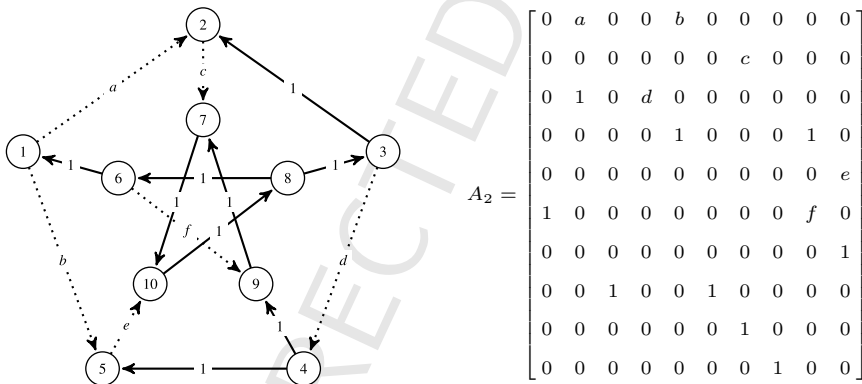 2
c
a
1
7
1
3
1
6
1
8
1
1
1
f
1
b
d
10
9
e
1
5
1
4
RECTED
A₂ =
0 a 0 0 b 0 0 0 0 0
0 0 0 0 0 0 c 0 0 0
0 1 0 d 0 0 0 0 0 0
0 0 0 0 1 0 0 0 1 0
0 0 0 0 0 0 0 0 0 e
1 0 0 0 0 0 0 0 f 0
0 0 0 0 0 0 0 0 0 1
0 0 1 0 0 1 0 0 0 0
0 0 0 0 0 0 1 0 0 0
0 0 0 0 0 0 0 1 0 0